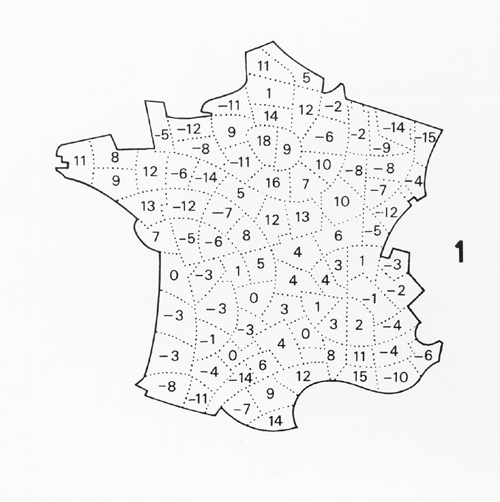 11
5
1
-11 12 -2
14
-5 -12 9 18 -6 -2 -14 -15
-8 9 -9
11 8 -11 10 -8 -8
9 12 -6 -14 5 16 7 -7 -4
13 -12 -7 12 13 10 -12
7 -5 -6 8 6 -5
4
0 -3 1 5 4 4 3 1 -3
0 -1 -2
-3 -3 3 1
-3 0 3 2 -4
-1 4
-3 0 8 11 -4 -6
-4 6
-8 -14 12 15 -10
-11 9
-7
14
1